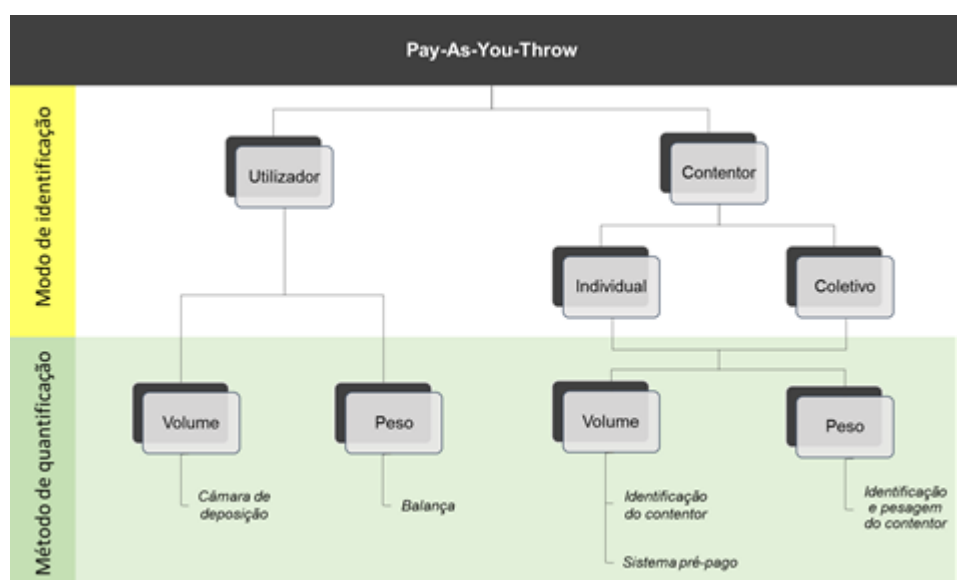 Pay-As-You-Throw
Modo de identificação
Utilizador
Contentor
Individual
Coletivo
Método de quantificação
Volume
Peso
Volume
Peso
Câmara de
deposição
Balança
Identificação
do contentor
Sistema pré-pago
Identificação
e pesagem
do contentor